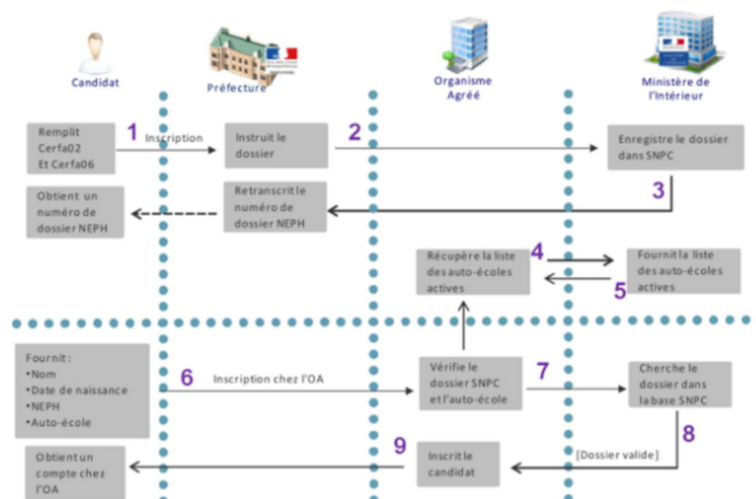 Candidat
Préfecture
Organisme
Agréé
Ministère de
l'Intérieur
Remplit
Cerfa02
Et Cerfa06
1
Inscription
Instruit le
dossier
2
Enregistre le dossier
dans SNPC
3
Obtient un
numéro de
dossier NEPH
Retranscrit le
numéro de
dossier NEPH
Récupère la liste
des auto-écoles
actives
4
5
Fournit la liste
des auto-écoles
actives
Fournit :
•Nom
•Date de naissance
•NEPH
•Auto-école
6
Inscription chez l'OA
Vérifie le
dossier SNPC
et l'auto-école
7
Cherche le
dossier dans
la base SNPC
8
[Dossier valide]
Inscrit le
candidat
9
Obtient un
compte chez
l'OA